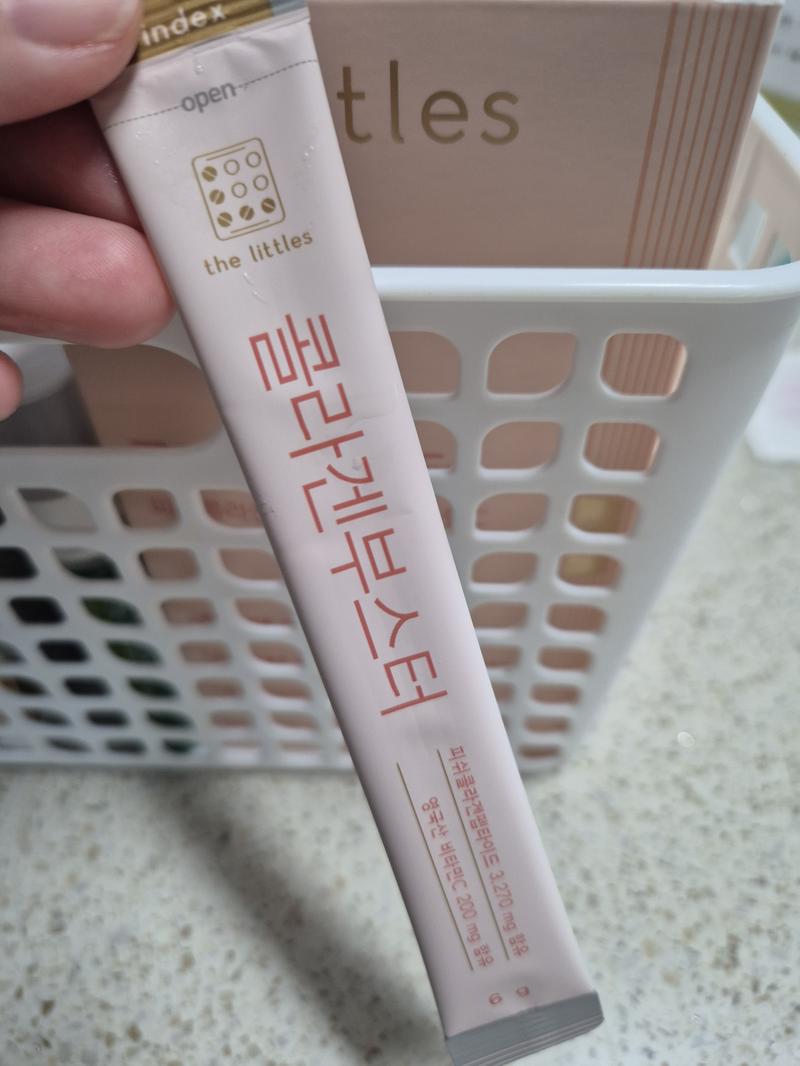 index
open
the littles
콜라겐부스터
피쉬콜라겐펩타이드 3,270 mg 함유
영국산 비타민C 200 mg 함유
tles